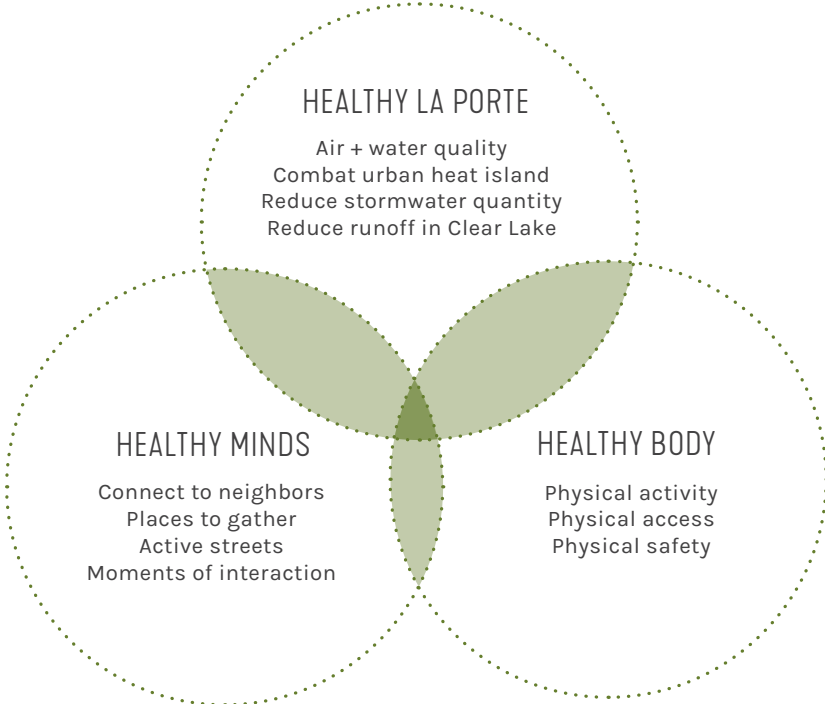 HEALTHY LA PORTE
Air + water quality
Combat urban heat island
Reduce stormwater quantity
Reduce runoff in Clear Lake
HEALTHY MINDS
Connect to neighbors
Places to gather
Active streets
Moments of interaction
HEALTHY BODY
Physical activity
Physical access
Physical safety